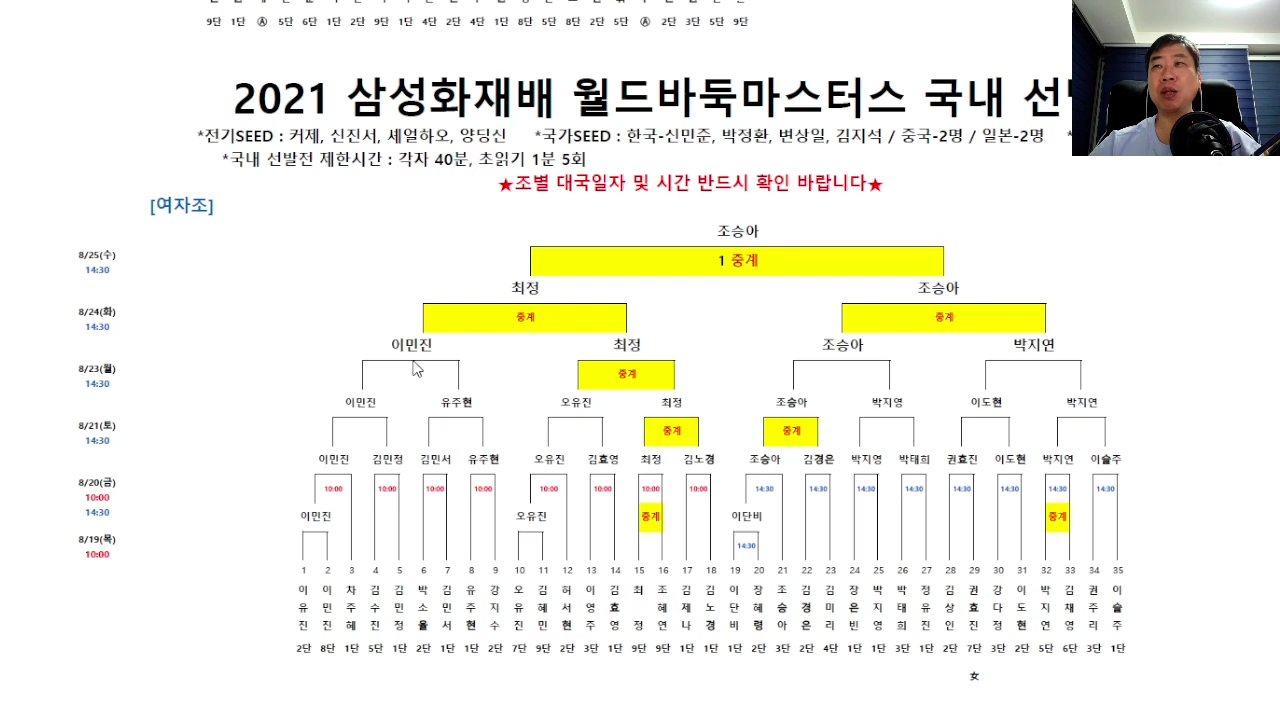 9단 1단 Ⓐ 5단 6단 1단 2단 9단 1단 4단 2단 4단 1단 8단 5단 8단 2단 5단 Ⓐ 2단 3단 5단 9단
2021 삼성화재배 월드바둑마스터스 국내
*전기SEED : 커제, 신진서, 셰얼하오, 양딩신 *국가SEED : 한국-신민준, 박정환, 변상일, 김지석 / 중국-2명 / 일본-2명 *
*국내 선발전 제한시간 : 각자 40분, 초읽기 1분 5회
★조별 대국일자 및 시간 반드시 확인 바랍니다★
[여자조]
조승아
8/25(수)
14:30
1 중계
최정 조승아
8/24(화)
14:30
중계 중계
이민진 최정 조승아 박지연
8/23(월)
14:30
중계
이민진 유주현 오유진 최정 조승아 박지영 이도현 박지연
8/21(토)
14:30
중계 중계
이민진 김민정 김민서 유주현 오유진 김효영 최정 김노경 조승아 김경은 박지영 박태희 권효진 이도현 박지연 이슬주
8/20(금)
10:00
14:30
10:00 10:00 10:00 10:00 10:00 10:00 10:00 10:00 14:30 14:30 14:30 14:30 14:30 14:30 14:30 14:30
이민진 오유진 중계 이단비 중계
8/19(목)
10:00
14:30
1 2 3 4 5 6 7 8 9 10 11 12 13 14 15 16 17 18 19 20 21 22 23 24 25 26 27 28 29 30 31 32 33 34 35
이유진 이민진 차주혜 김수진 김민정 박소율 김민서 유주현 강지수 오유진 김혜민 허서현 이영주 김효영 최정 조혜연 김제나 김노경 이단비 장혜령 조승아 김경은 김미리 장은빈 박지영 박태희 정유진 김상인 권효진 강다정 이도현 박지연 김채영 권주리 이슬주
2단 8단 1단 5단 1단 2단 1단 1단 2단 7단 9단 2단 3단 1단 9단 9단 1단 1단 1단 2단 3단 2단 4단 1단 1단 3단 1단 2단 7단 3단 2단 5단 6단 3단 1단
女